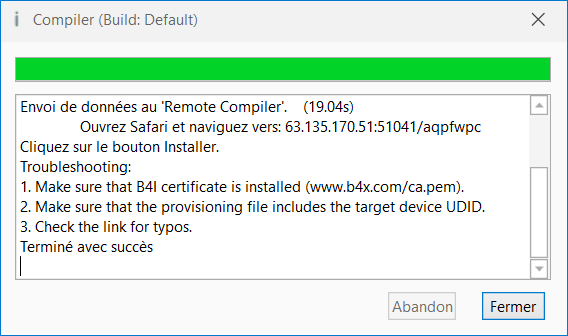 Compiler (Build: Default)
Envoi de données au 'Remote Compiler'. (19.04s)
Ouvrez Safari et naviguez vers: 63.135.170.51:51041/aqpfwpc
Cliquez sur le bouton Installer.
Troubleshooting:
1. Make sure that B4I certificate is installed (www.b4x.com/ca.pem).
2. Make sure that the provisioning file includes the target device UDID.
3. Check the link for typos.
Terminé avec succès
Abandon
Fermer